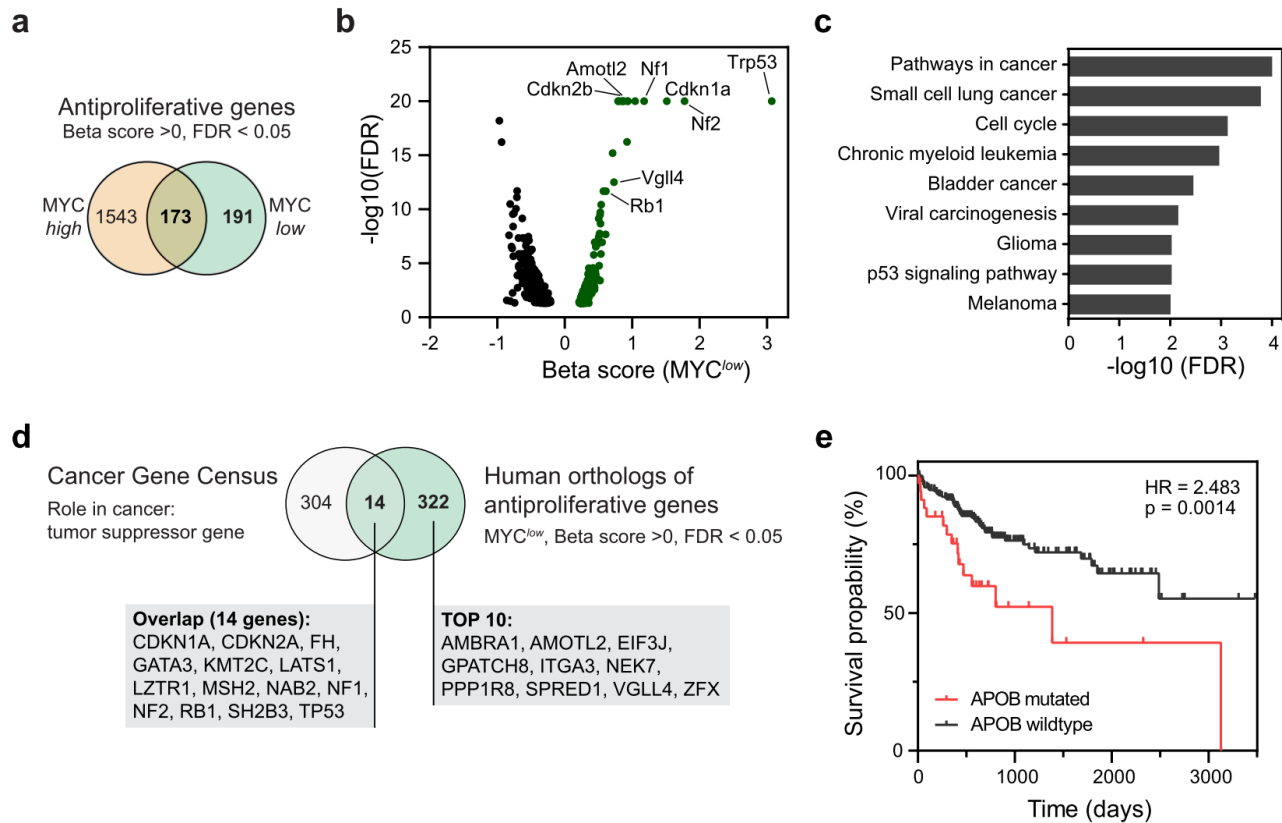 a
Antiproliferative genes
Beta score >0, FDR < 0.05
MYC
high
1543
173
191
MYC
low
b
-log10(FDR)
25
20
15
10
5
0
-2
-1
0
1
2
3
Beta score (MYClow)
Amotl2
Nf1
Trp53
Cdkn2b
Cdkn1a
Nf2
Vgll4
Rb1
c
Pathways in cancer
Small cell lung cancer
Cell cycle
Chronic myeloid leukemia
Bladder cancer
Viral carcinogenesis
Glioma
p53 signaling pathway
Melanoma
0
1
2
3
4
-log10 (FDR)
d
Cancer Gene Census
Role in cancer:
tumor suppressor gene
304
14
322
Human orthologs of
antiproliferative genes
MYClow, Beta score >0, FDR < 0.05
Overlap (14 genes):
CDKN1A, CDKN2A, FH,
GATA3, KMT2C, LATS1,
LZTR1, MSH2, NAB2, NF1,
NF2, RB1, SH2B3, TP53
TOP 10:
AMBRA1, AMOTL2, EIF3J,
GPATCH8, ITGA3, NEK7,
PPP1R8, SPRED1, VGLL4, ZFX
e
Survival propability (%)
100
50
0
HR = 2.483
p = 0.0014
APOB mutated
APOB wildtype
0
1000
2000
3000
Time (days)